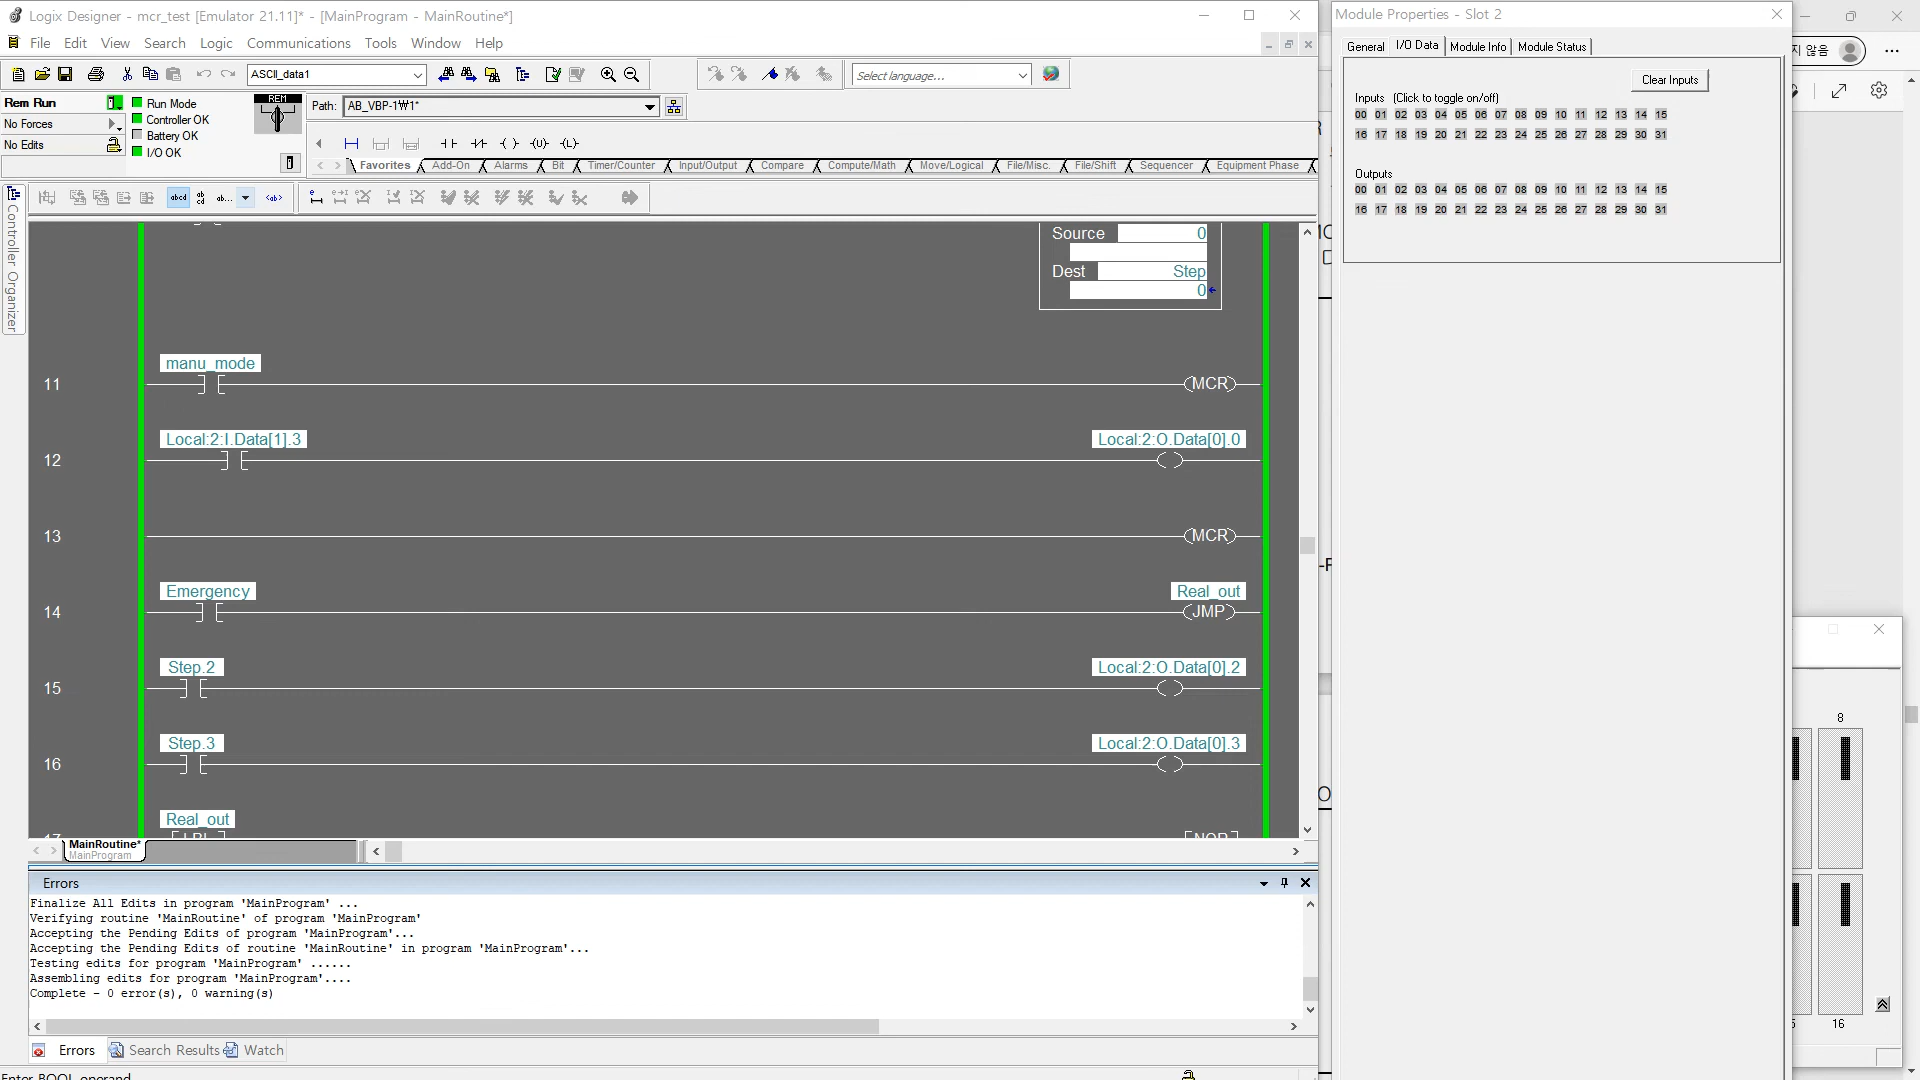 Logix Designer - mcr_test [Emulator 21.11]* - [MainProgram - MainRoutine*]
File Edit View Search Logic Communications Tools Window Help
ASCII_data1
Select language...
Rem Run
No Forces
No Edits
Run Mode
Controller OK
Battery OK
I/O OK
REM
Path: AB_VBP-1₩1*
Favorites Add-On Alarms Bit Timer/Counter Input/Output Compare Compute/Math Move/Logical File/Misc. File/Shift Sequencer Equipment Phase
Controller Organizer
Source 0
Dest Step
0
manu_mode
11 MCR
Local:2:I.Data[1].3 Local:2:O.Data[0].0
12
13 MCR
Emergency Real_out
14 JMP
Step.2 Local:2:O.Data[0].2
15
Step.3 Local:2:O.Data[0].3
16
Real_out
17 LBL NOP
MainRoutine*
MainProgram
Errors
Finalize All Edits in program 'MainProgram' ...
Verifying routine 'MainRoutine' of program 'MainProgram'
Accepting the Pending Edits of program 'MainProgram'...
Accepting the Pending Edits of routine 'MainRoutine' in program 'MainProgram'...
Testing edits for program 'MainProgram' ......
Assembling edits for program 'MainProgram'....
Complete - 0 error(s), 0 warning(s)
Errors Search Results Watch
Enter BOOL operand
Module Properties - Slot 2
General I/O Data Module Info Module Status
Clear Inputs
Inputs (Click to toggle on/off)
00 01 02 03 04 05 06 07 08 09 10 11 12 13 14 15
16 17 18 19 20 21 22 23 24 25 26 27 28 29 30 31
Outputs
00 01 02 03 04 05 06 07 08 09 10 11 12 13 14 15
16 17 18 19 20 21 22 23 24 25 26 27 28 29 30 31
지 않음
8
16